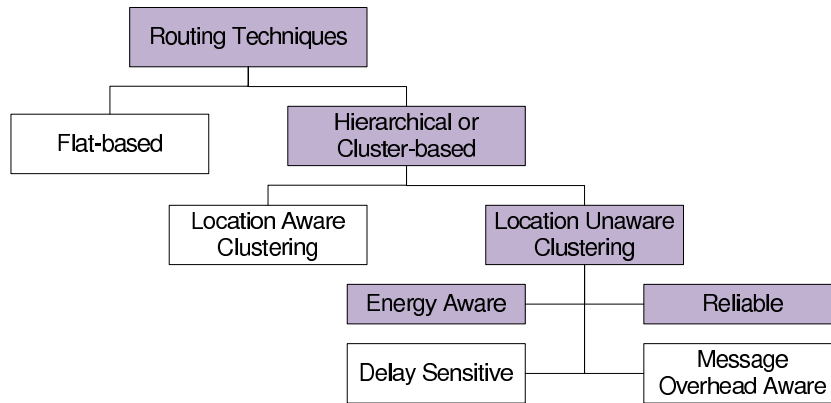 Routing Techniques
Flat-based
Hierarchical or
Cluster-based
Location Aware
Clustering
Location Unaware
Clustering
Energy Aware
Reliable
Delay Sensitive
Message
Overhead Aware